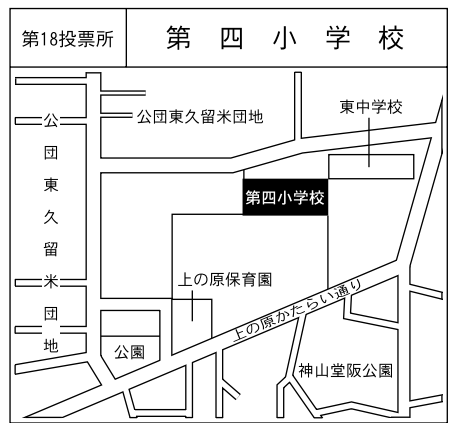 第18投票所
第四小学校
公団東久留米団地
東中学校
公団東久留米団地
第四小学校
上の原保育園
上の原かたらい通り
公園
神山堂阪公園